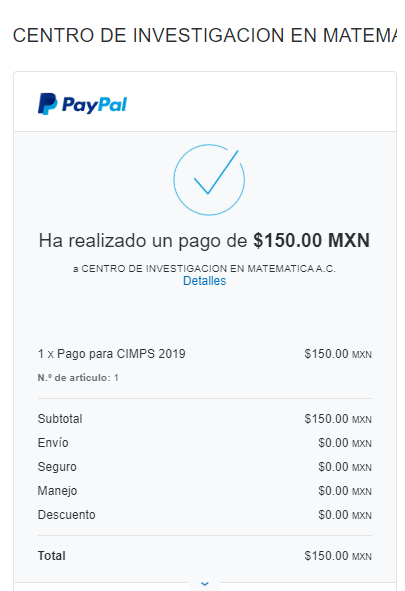 CENTRO DE INVESTIGACION EN MATEMA
PayPal
Ha realizado un pago de $150.00 MXN
a CENTRO DE INVESTIGACION EN MATEMATICA A.C.
Detalles
1 x Pago para CIMPS 2019 $150.00 MXN
N.º de artículo: 1
Subtotal $150.00 MXN
Envío $0.00 MXN
Seguro $0.00 MXN
Manejo $0.00 MXN
Descuento $0.00 MXN
Total $150.00 MXN